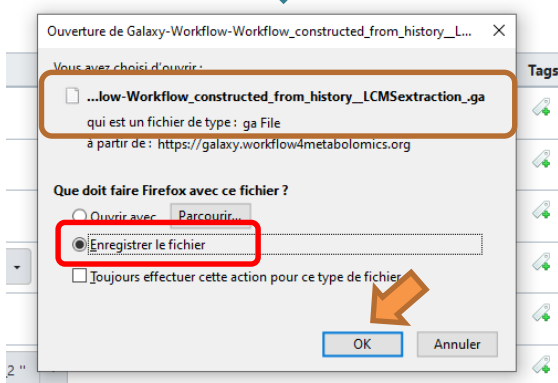 Ouverture de Galaxy-Workflow-Workflow_constructed_from_history__L...
Vous avez choisi d'ouvrir :
Tags
...low-Workflow_constructed_from_history__LCMSextraction_.ga
qui est un fichier de type : ga File
à partir de : https://galaxy.workflow4metabolomics.org
Que doit faire Firefox avec ce fichier ?
Ouvrir avec Parcourir...
Enregistrer le fichier
Toujours effectuer cette action pour ce type de fichier
OK Annuler
_2 "